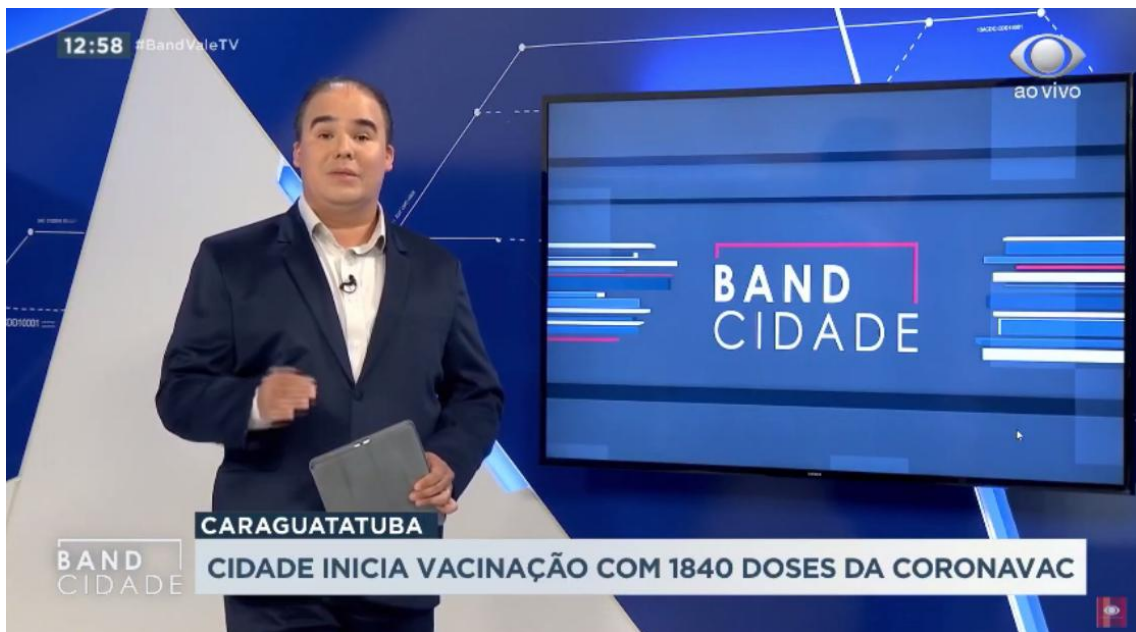 12:58 #BandValeTV
ao vivo
BAND
CIDADE
CARAGUATATUBA
BAND
CIDADE
CIDADE INICIA VACINAÇÃO COM 1840 DOSES DA CORONAVAC